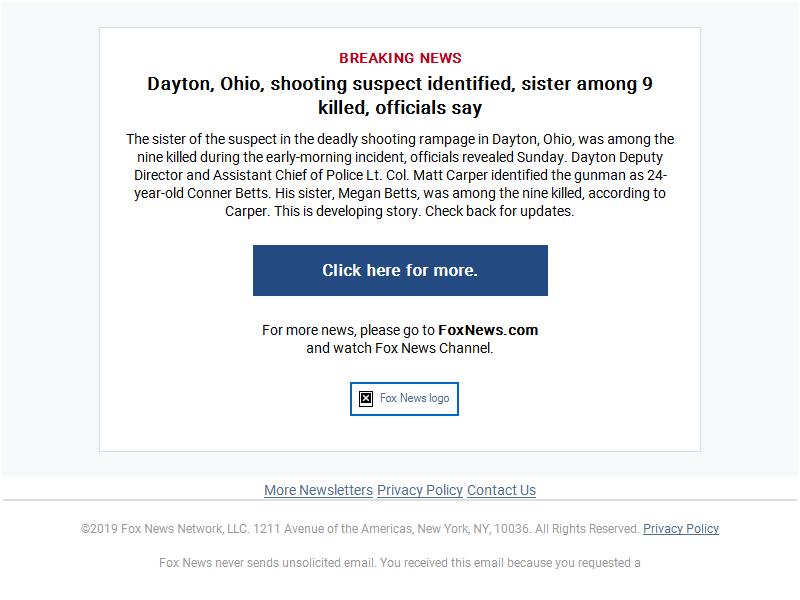 BREAKING NEWS
Dayton, Ohio, shooting suspect identified, sister among 9
killed, officials say
The sister of the suspect in the deadly shooting rampage in Dayton, Ohio, was among the
nine killed during the early-morning incident, officials revealed Sunday. Dayton Deputy
Director and Assistant Chief of Police Lt. Col. Matt Carper identified the gunman as 24-
year-old Conner Betts. His sister, Megan Betts, was among the nine killed, according to
Carper. This is developing story. Check back for updates.
Click here for more.
For more news, please go to FoxNews.com
and watch Fox News Channel.
Fox News logo
More Newsletters Privacy Policy Contact Us
©2019 Fox News Network, LLC. 1211 Avenue of the Americas, New York, NY, 10036. All Rights Reserved. Privacy Policy
Fox News never sends unsolicited email. You received this email because you requested a